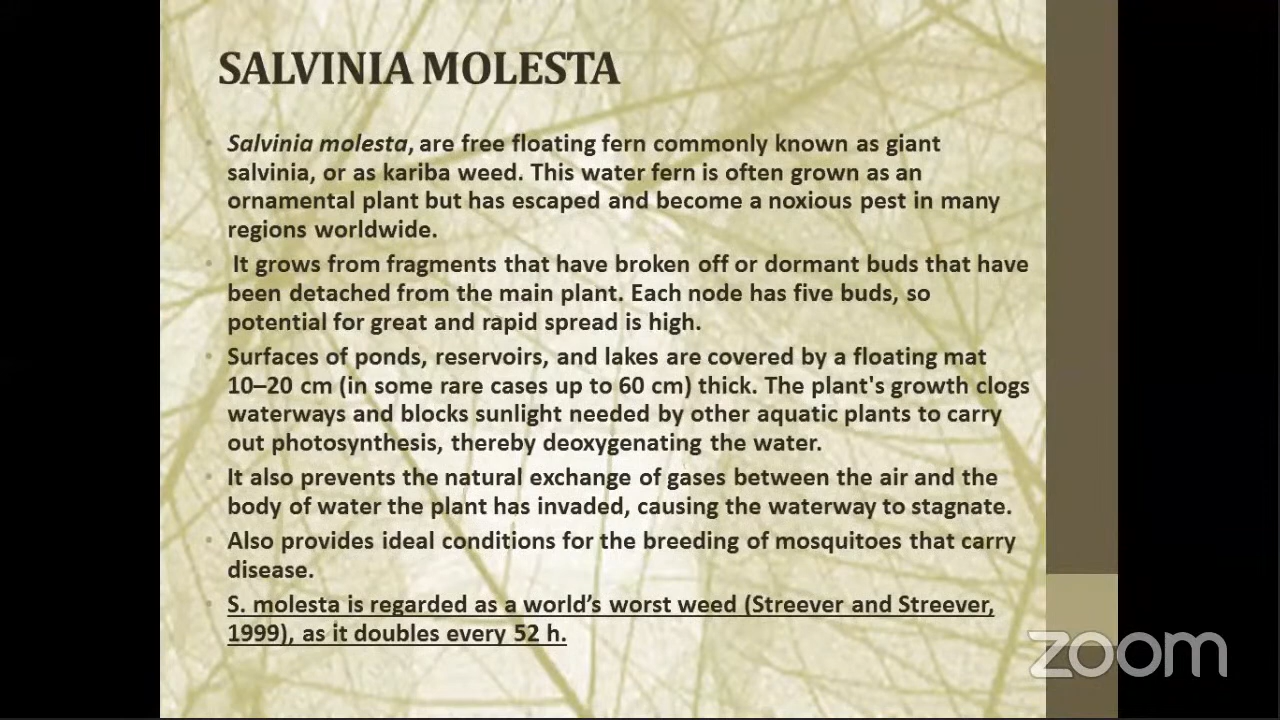 SALVINIA MOLESTA
Salvinia molesta, are free floating fern commonly known as giant
salvinia, or as kariba weed. This water fern is often grown as an
ornamental plant but has escaped and become a noxious pest in many
regions worldwide.
It grows from fragments that have broken off or dormant buds that have
been detached from the main plant. Each node has five buds, so
potential for great and rapid spread is high.
Surfaces of ponds, reservoirs, and lakes are covered by a floating mat
10–20 cm (in some rare cases up to 60 cm) thick. The plant's growth clogs
waterways and blocks sunlight needed by other aquatic plants to carry
out photosynthesis, thereby deoxygenating the water.
It also prevents the natural exchange of gases between the air and the
body of water the plant has invaded, causing the waterway to stagnate.
Also provides ideal conditions for the breeding of mosquitoes that carry
disease.
S. molesta is regarded as a world’s worst weed (Streever and Streever,
1999), as it doubles every 52 h.
zoom